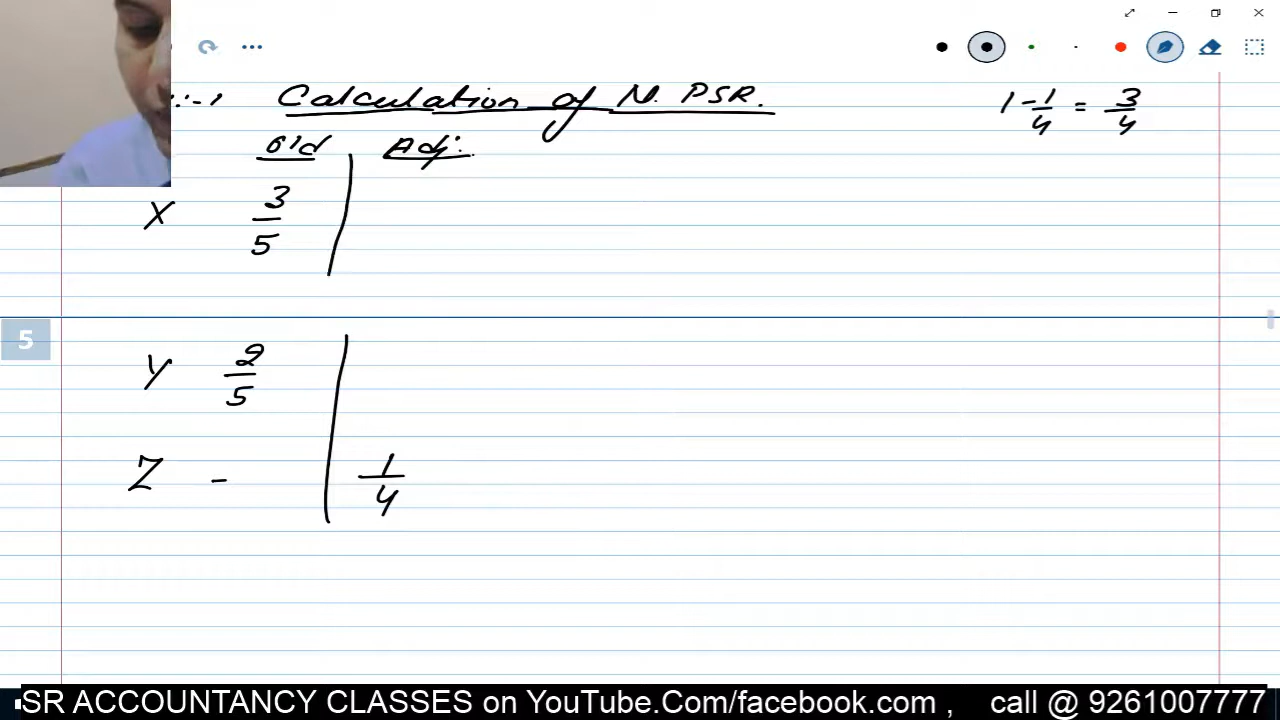 Calculation of N. PSR.
1 - 1/4 = 3/4
Old Adj:
X 3/5
5
Y 2/5
Z - 1/4
SR ACCOUNTANCY CLASSES on YouTube.Com/facebook.com , call @ 9261007777